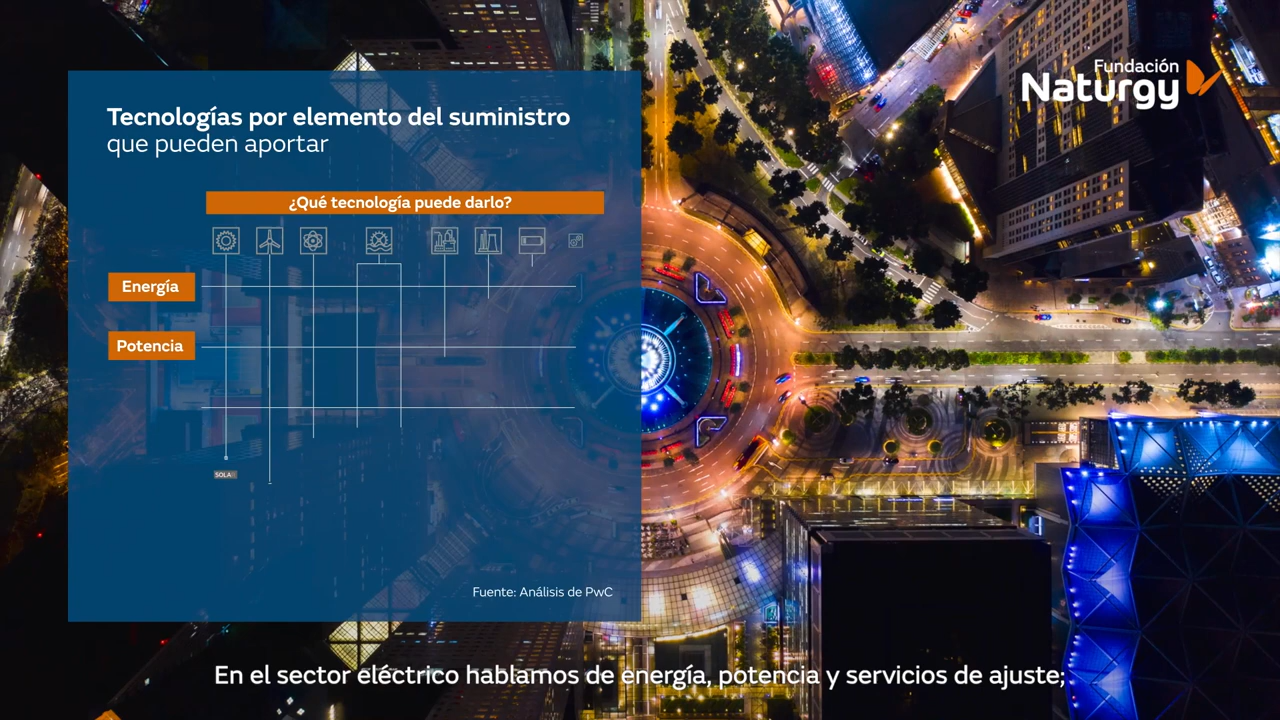 Fundación
Naturgy
Tecnologías por elemento del suministro
que pueden aportar
¿Qué tecnología puede darlo?
Energía
Potencia
SOLA
Fuente: Análisis de PwC
En el sector eléctrico hablamos de energía, potencia y servicios de ajuste;